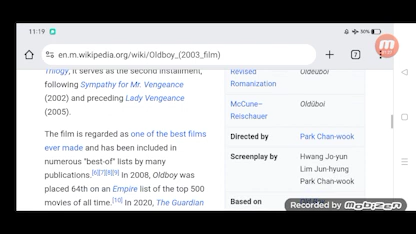 11:19
30%
en.m.wikipedia.org/wiki/Oldboy_(2003_film)
7
Trilogy, it serves as the second installment,
following Sympathy for Mr. Vengeance
(2002) and preceding Lady Vengeance
(2005).
The film is regarded as one of the best films
ever made and has been included in
numerous "best-of" lists by many
publications.[6][7][8][9] In 2008, Oldboy was
placed 64th on an Empire list of the top 500
movies of all time.[10] In 2020, The Guardian
Revised
Romanization
Oldeuboi
McCune–
Reischauer
Oldŭboi
Directed by
Park Chan-wook
Screenplay by
Hwang Jo-yun
Lim Jun-hyung
Park Chan-wook
Based on
Recorded by mobizen